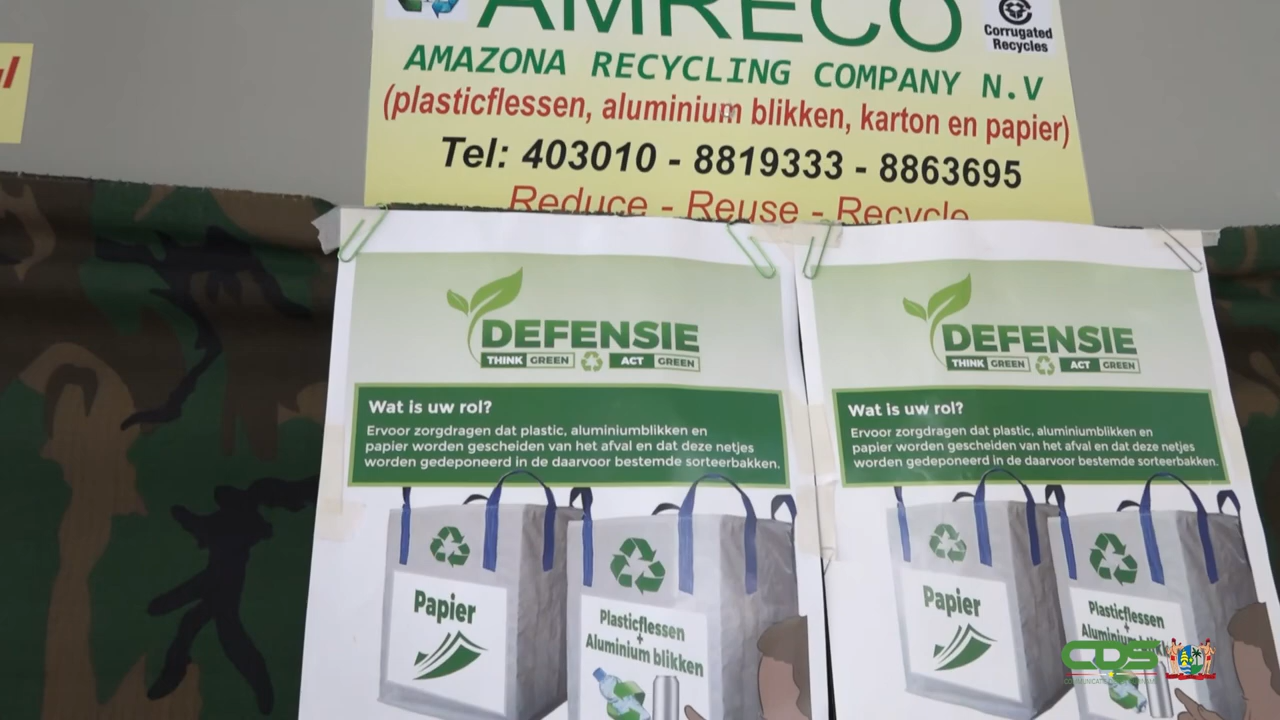 AMRECO
Corrugated
Recycles
AMAZONA RECYCLING COMPANY N.V
(plasticflessen, aluminium blikken, karton en papier)
Tel: 403010 - 8819333 - 8863695
Reduce - Reuse - Recycle
DEFENSIE
THINK GREEN ACT GREEN
Wat is uw rol?
Ervoor zorgdragen dat plastic, aluminiumblikken en
papier worden gescheiden van het afval en dat deze netjes
worden gedeponeerd in de daarvoor bestemde sorteerbakken.
Papier
Plasticflessen
+
Aluminium blikken
DEFENSIE
THINK GREEN ACT GREEN
Wat is uw rol?
Ervoor zorgdragen dat plastic, aluminiumblikken en
papier worden gescheiden van het afval en dat deze netjes
worden gedeponeerd in de daarvoor bestemde sorteerbakken.
Papier
Plasticflessen
+
Aluminium
CDS